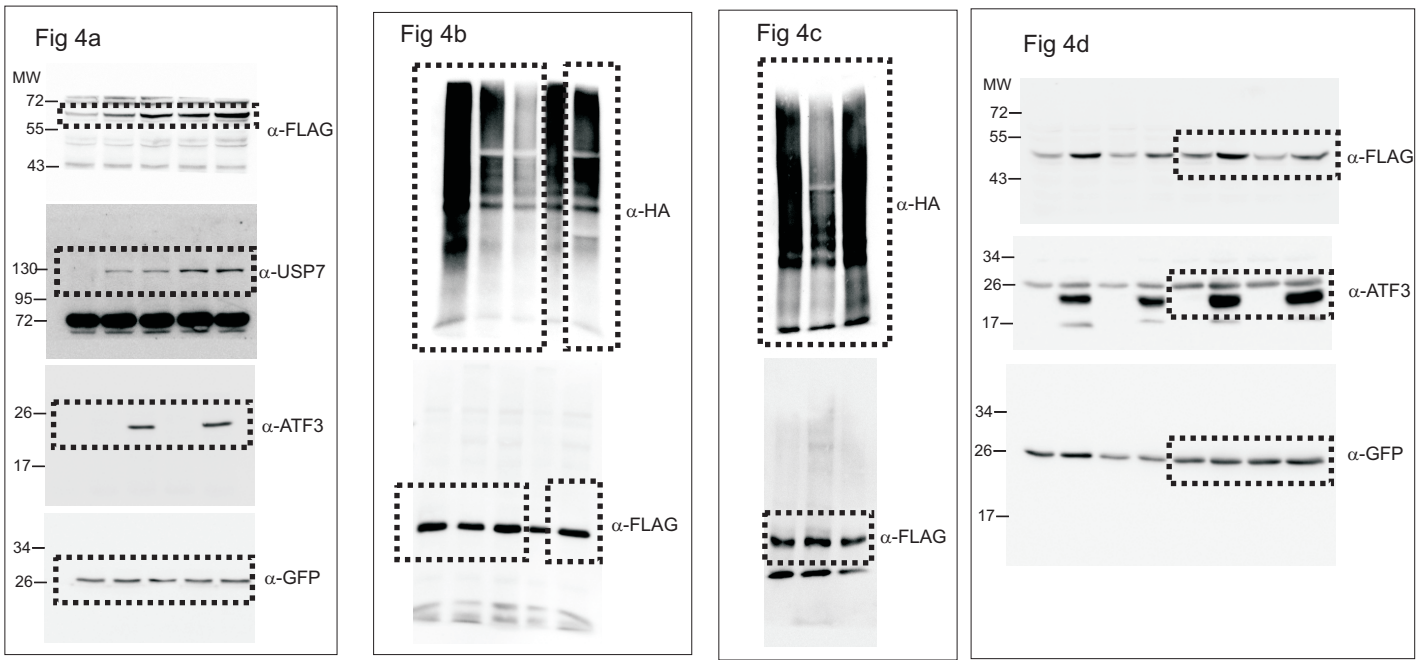 Fig 4a
MW
72
55
43
α-FLAG
130
95
72
α-USP7
26
17
α-ATF3
34
26
α-GFP
Fig 4b
α-HA
α-FLAG
Fig 4c
α-HA
α-FLAG
Fig 4d
MW
72
55
43
α-FLAG
34
26
17
α-ATF3
34
26
17
α-GFP